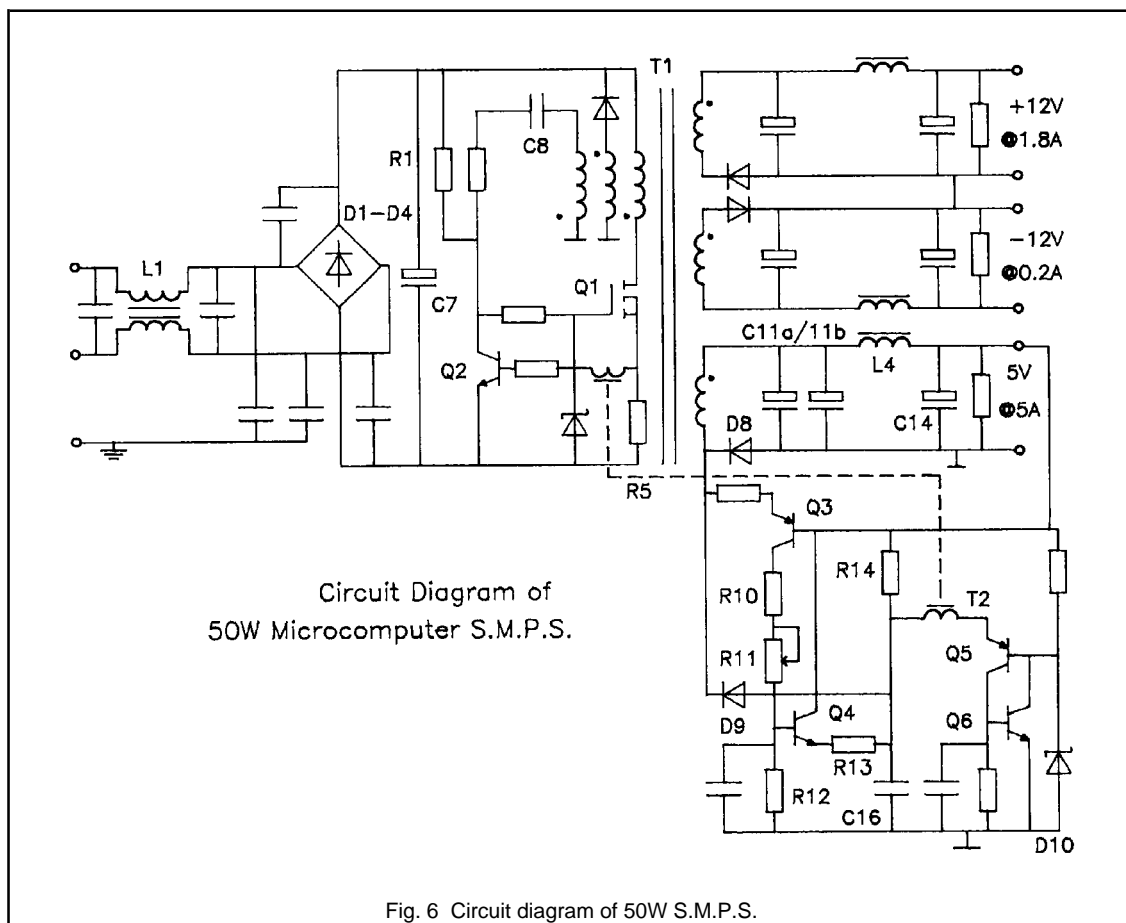 T1
+12V
@1.8A
C8
R1
D1-D4
-12V
@0.2A
L1
Q1
C7
C11a/11b
L4
5V
@5A
Q2
D8
C14
R5
Q3
R14
Circuit Diagram of
50W Microcomputer S.M.P.S.
R10
T2
R11
Q5
D9
Q4
Q6
R13
R12
C16
D10
Fig. 6 Circuit diagram of 50W S.M.P.S.